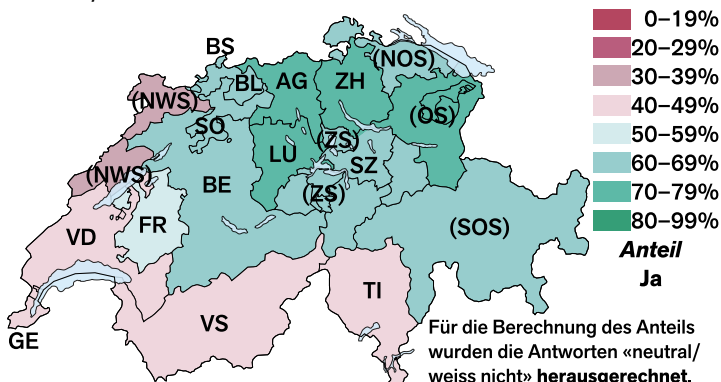 BS
(NOS)
BL
AG
ZH
(NWS)
(OS)
SO
(ZS)
LU
SZ
(NWS)
BE
(ZS)
FR
VD
(SOS)
TI
VS
GE
0–19%
20–29%
30–39%
40–49%
50–59%
60–69%
70–79%
80–99%
Anteil
Ja
Für die Berechnung des Anteils
wurden die Antworten «neutral/
weiss nicht» herausgerechnet.